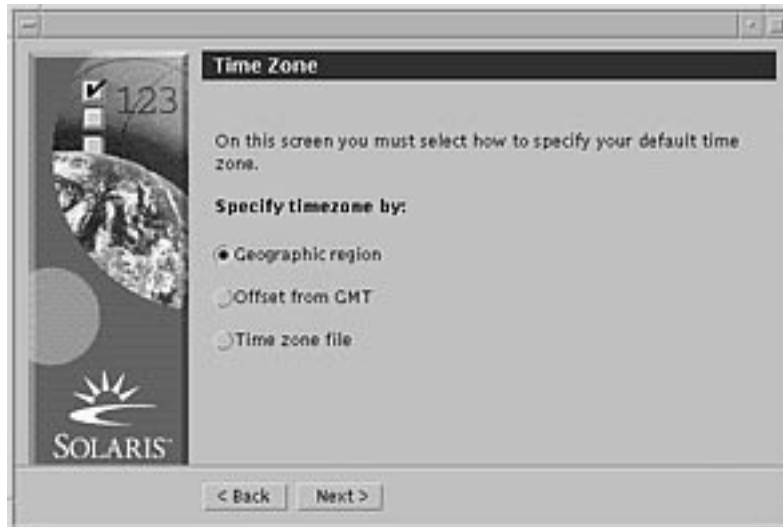 Time Zone
123
On this screen you must select how to specify your default time
zone.
Specify timezone by:
Geographic region
Offset from GMT
Time zone file
SOLARIS™
< Back
Next >